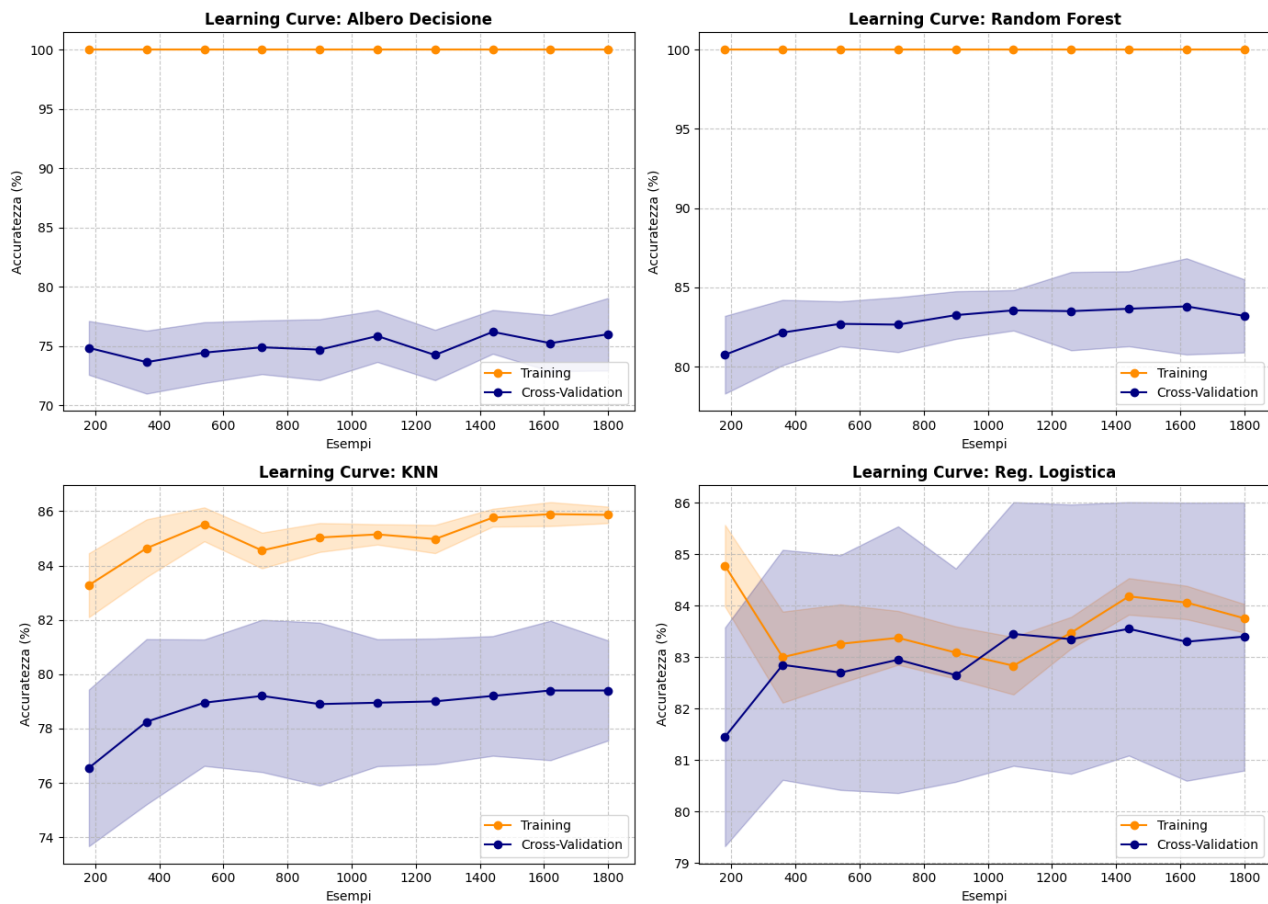 Learning Curve: Albero Decisione
Accuratezza (%)
100
95
90
85
80
75
70
200 400 600 800 1000 1200 1400 1600 1800
Esempi
Training
Cross-Validation
Learning Curve: Random Forest
Accuratezza (%)
100
95
90
85
80
200 400 600 800 1000 1200 1400 1600 1800
Esempi
Training
Cross-Validation
Learning Curve: KNN
Accuratezza (%)
86
84
82
80
78
76
74
200 400 600 800 1000 1200 1400 1600 1800
Esempi
Training
Cross-Validation
Learning Curve: Reg. Logistica
Accuratezza (%)
86
85
84
83
82
81
80
79
200 400 600 800 1000 1200 1400 1600 1800
Esempi
Training
Cross-Validation